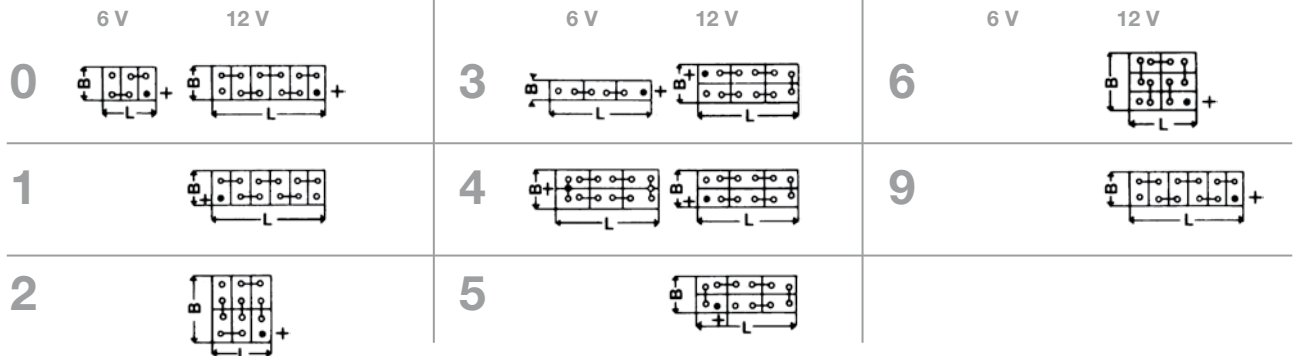 6 V 12 V 6 V 12 V 6 V 12 V
0 B L + B L + 3 B L + B + L 6 B L +
1 B + L 4 B + L B + L 9 B L +
2 B L + 5 B + L